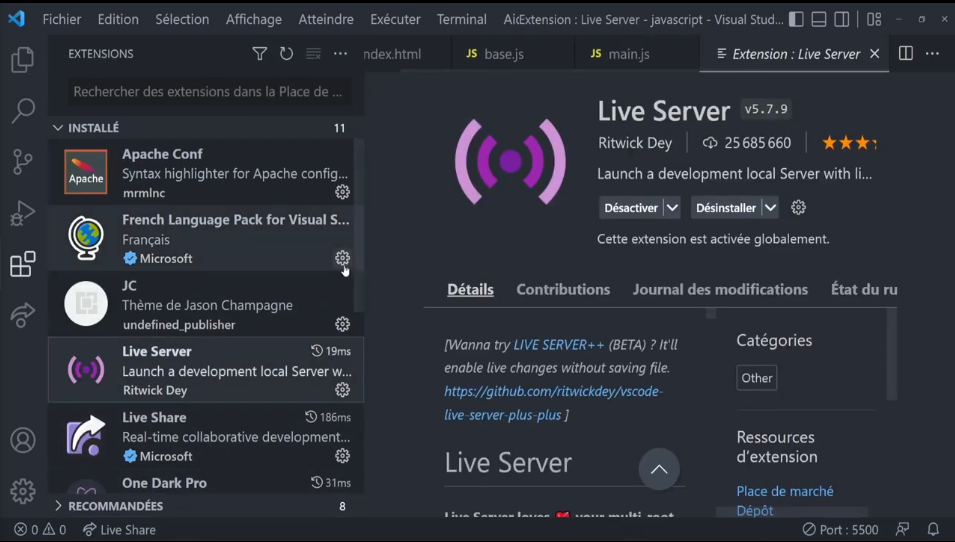 Fichier Edition Sélection Affichage Atteindre Exécuter Terminal Extension : Live Server - javascript - Visual Stud...
EXTENSIONS
ndex.html
JS base.js
JS main.js
Extension : Live Server
Rechercher des extensions dans la Place de ...
INSTALLÉ 11
Apache
Apache Conf
Syntax highlighter for Apache config...
mrmlnc
French Language Pack for Visual S...
Français
Microsoft
JC
Thème de Jason Champagne
undefined_publisher
Live Server 19ms
Launch a development local Server w...
Ritwick Dey
Live Share 186ms
Real-time collaborative development...
Microsoft
One Dark Pro 31ms
RECOMMANDÉES 8
Live Server v5.7.9
Ritwick Dey 25 685 660
Launch a development local Server with li...
Désactiver Désinstaller
Cette extension est activée globalement.
Détails Contributions Journal des modifications État du ru
[Wanna try LIVE SERVER++ (BETA) ? It'll
enable live changes without saving file.
https://github.com/ritwickdey/vscode-
live-server-plus-plus ]
Live Server
Live Server loves your multi-root
Catégories
Other
Ressources
d'extension
Place de marché
Dépôt
0 0 Live Share Port : 5500